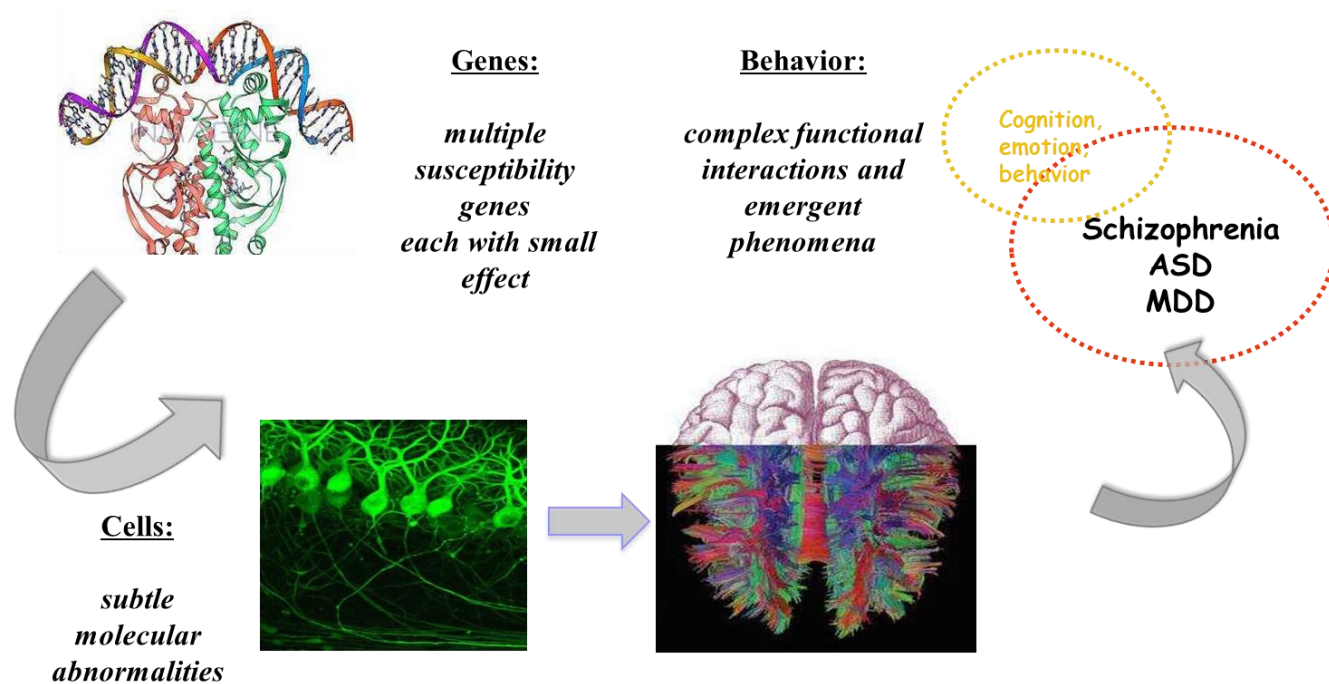 Genes:
multiple
susceptibility
genes
each with small
effect
Behavior:
complex functional
interactions and
emergent
phenomena
Cognition,
emotion,
behavior
Schizophrenia
ASD
MDD
Cells:
subtle
molecular
abnormalities